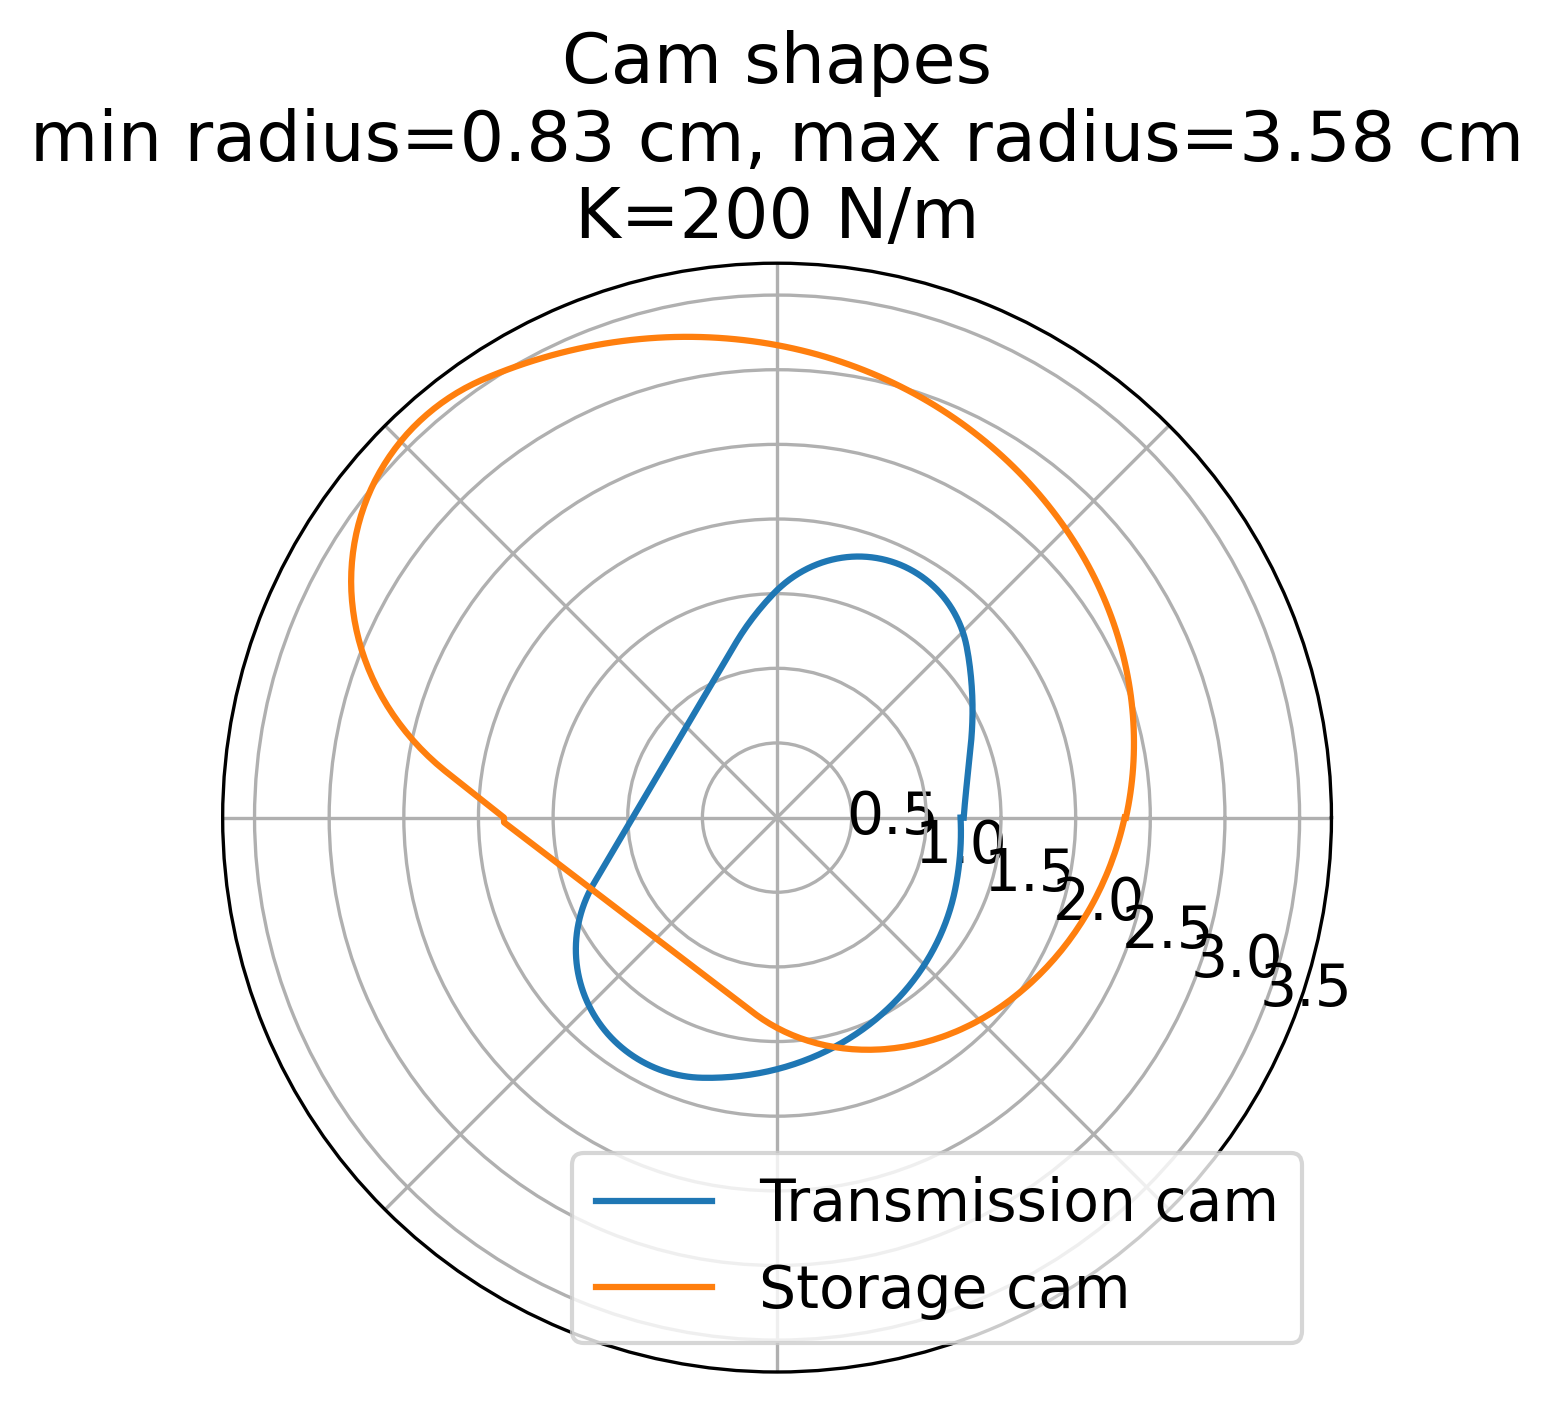 Cam shapes
min radius=0.83 cm, max radius=3.58 cm
K=200 N/m
0.5
1.0
1.5
2.0
2.5
3.0
3.5
Transmission cam
Storage cam